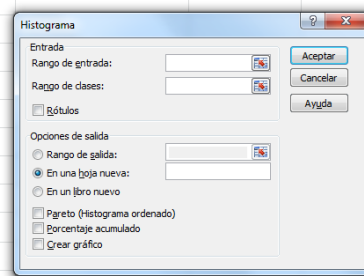 Histograma
Entrada
Rango de entrada:
Rango de clases:
Rótulos
Opciones de salida
Rango de salida:
En una hoja nueva:
En un libro nuevo
Pareto (Histograma ordenado)
Porcentaje acumulado
Crear gráfico
Aceptar
Cancelar
Ayuda